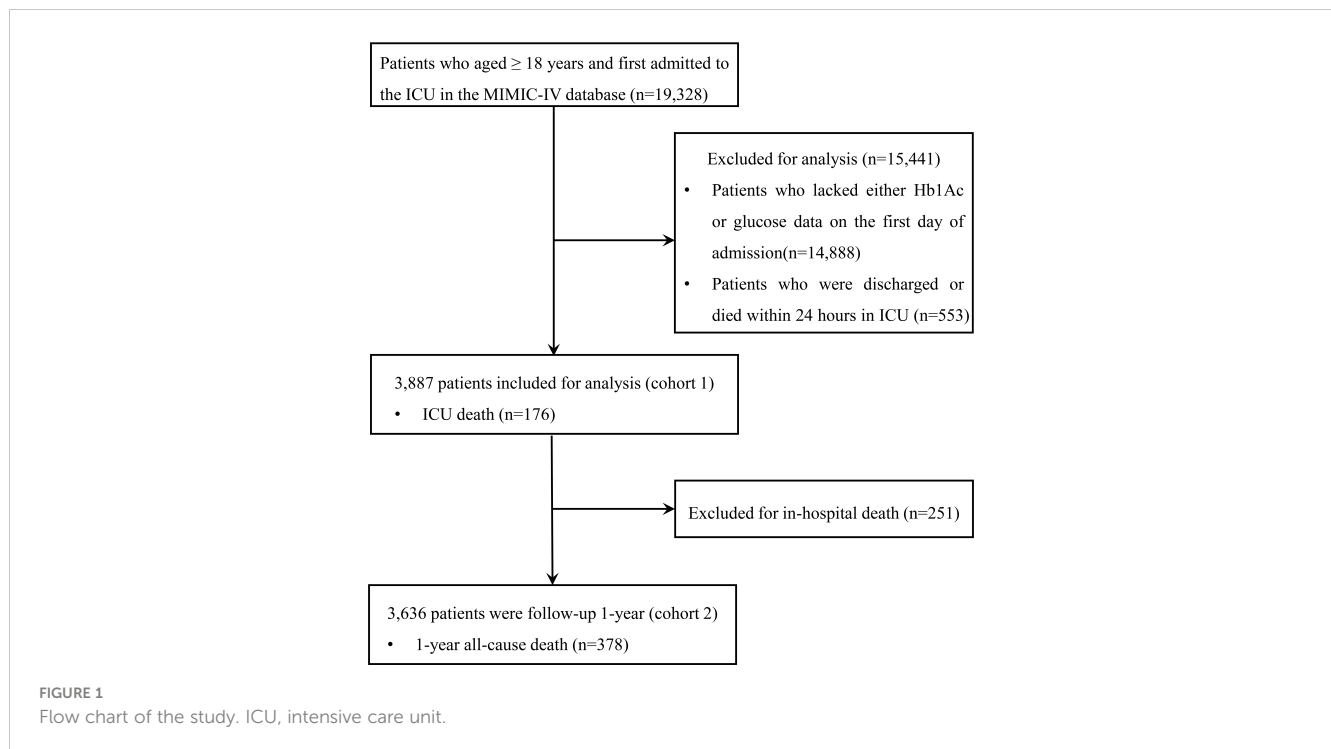 Patients who aged ≥ 18 years and first admitted to
the ICU in the MIMIC-IV database (n=19,328)
Excluded for analysis (n=15,441)
• Patients who lacked either Hb1Ac
or glucose data on the first day of
admission(n=14,888)
• Patients who were discharged or
died within 24 hours in ICU (n=553)
3,887 patients included for analysis (cohort 1)
• ICU death (n=176)
Excluded for in-hospital death (n=251)
3,636 patients were follow-up 1-year (cohort 2)
• 1-year all-cause death (n=378)
FIGURE 1
Flow chart of the study. ICU, intensive care unit.